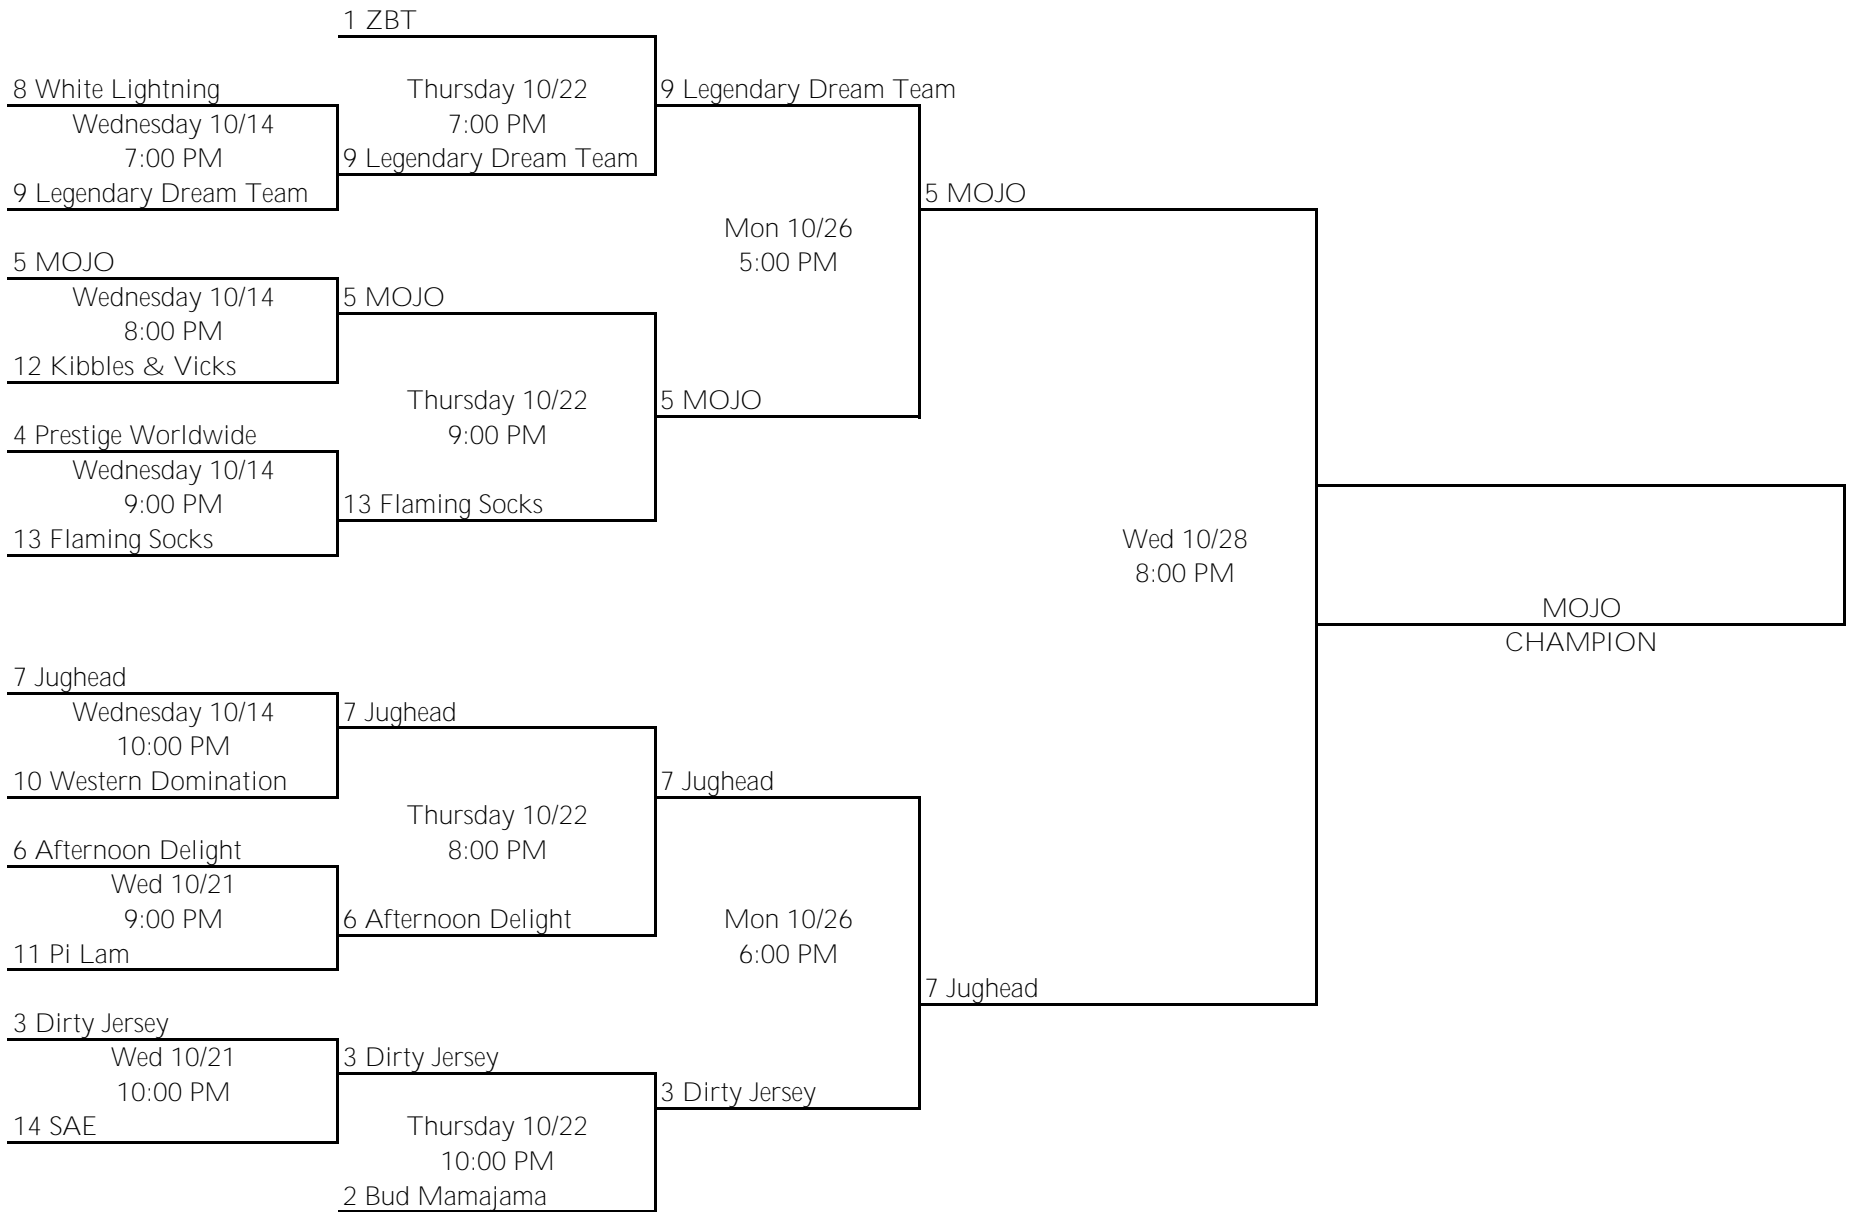 1 ZBT
8 White Lightning
Thursday 10/22
9 Legendary Dream Team
Wednesday 10/14
7:00 PM
7:00 PM
9 Legendary Dream Team
9 Legendary Dream Team
5 MOJO
Mon 10/26
5 MOJO
5:00 PM
Wednesday 10/14
5 MOJO
8:00 PM
12 Kibbles & Vicks
Thursday 10/22
5 MOJO
4 Prestige Worldwide
9:00 PM
Wednesday 10/14
9:00 PM
13 Flaming Socks
13 Flaming Socks
Wed 10/28
8:00 PM
MOJO
CHAMPION
7 Jughead
Wednesday 10/14
7 Jughead
10:00 PM
10 Western Domination
7 Jughead
Thursday 10/22
6 Afternoon Delight
8:00 PM
Wed 10/21
9:00 PM
6 Afternoon Delight
Mon 10/26
11 Pi Lam
6:00 PM
7 Jughead
3 Dirty Jersey
Wed 10/21
3 Dirty Jersey
10:00 PM
3 Dirty Jersey
14 SAE
Thursday 10/22
10:00 PM
2 Bud Mamajama